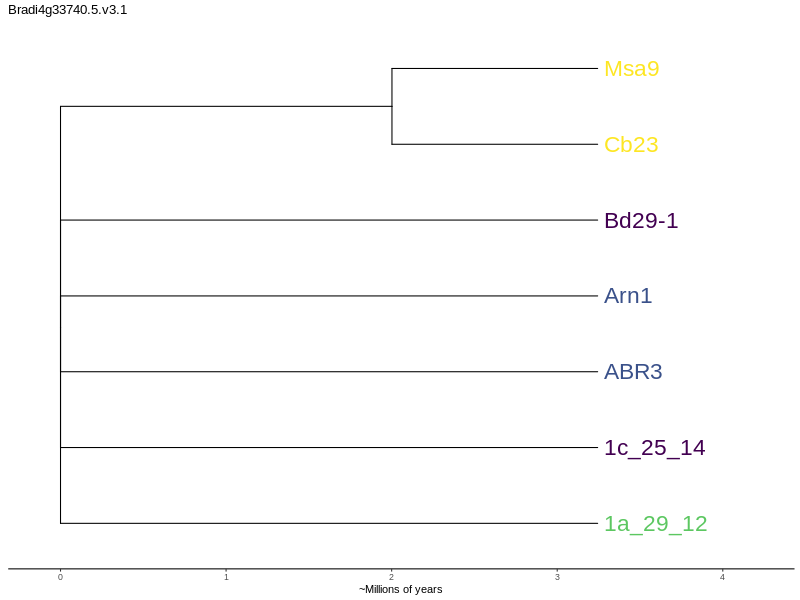 Bradi4g33740.5.v3.1
Msa9
Cb23
Bd29-1
Arn1
ABR3
1c_25_14
1a_29_12
0 1 2 3 4
~Millions of years